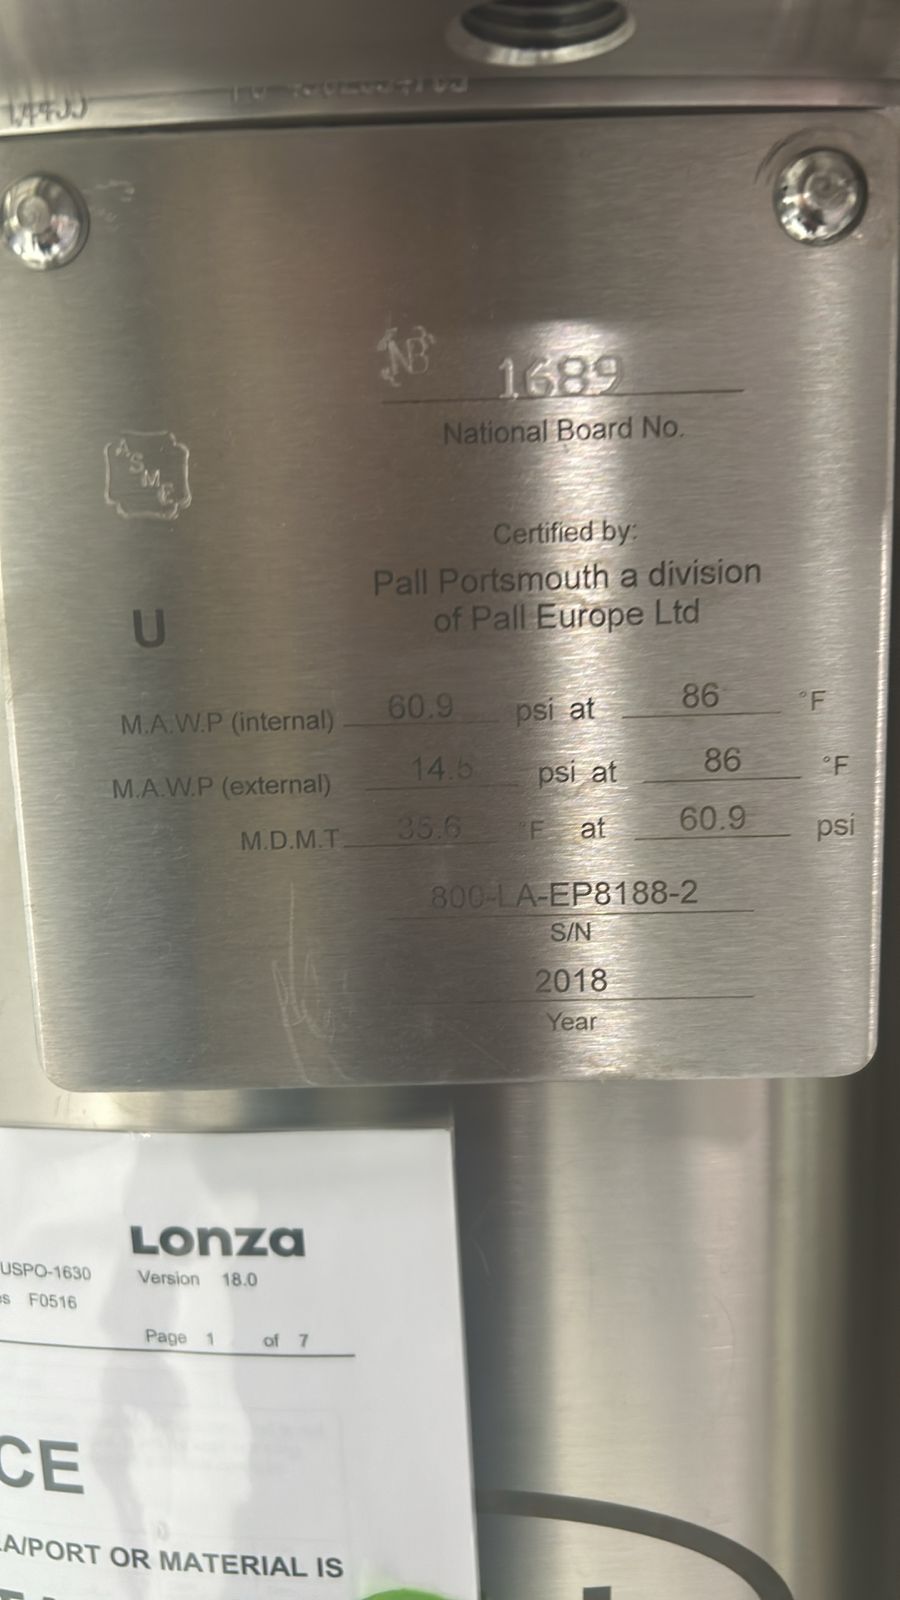 NB 1689
National Board No.
ASME
Certified by:
Pall Portsmouth a division
of Pall Europe Ltd
U
M.A.W.P (internal) 60.9 psi at 86 °F
M.A.W.P (external) 14.5 psi at 86 °F
M.D.M.T 35.6 °F at 60.9 psi
800-LA-EP8188-2
S/N
2018
Year
Lonza
USPO-1630 Version 18.0
F0516
Page 1 of 7
CE
A/PORT OR MATERIAL IS